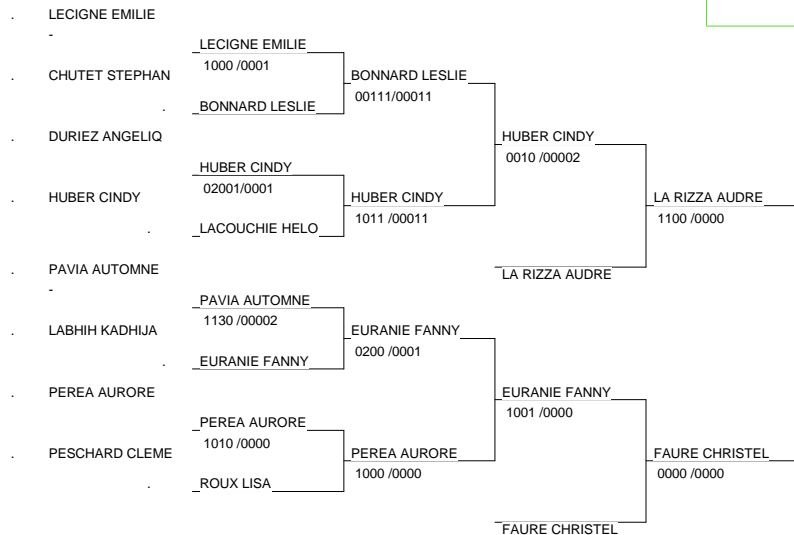 . LECIGNE EMILIE
-
LECIGNE EMILIE
1000 /0001
. CHUTET STEPHAN
BONNARD LESLIE
00111/00011
. BONNARD LESLIE
. DURIEZ ANGELIQ
HUBER CINDY
0010 /00002
HUBER CINDY
02001/0001
. HUBER CINDY
HUBER CINDY
1011 /00011
LA RIZZA AUDRE
1100 /0000
. LACOUCHIE HELO
. PAVIA AUTOMNE
-
LA RIZZA AUDRE
PAVIA AUTOMNE
1130 /00002
. LABHIH KADHIJA
EURANIE FANNY
0200 /0001
. EURANIE FANNY
. PEREA AURORE
EURANIE FANNY
1001 /0000
PEREA AURORE
1010 /0000
. PESCHARD CLEME
PEREA AURORE
1000 /0000
FAURE CHRISTEL
0000 /0000
. ROUX LISA
FAURE CHRISTEL